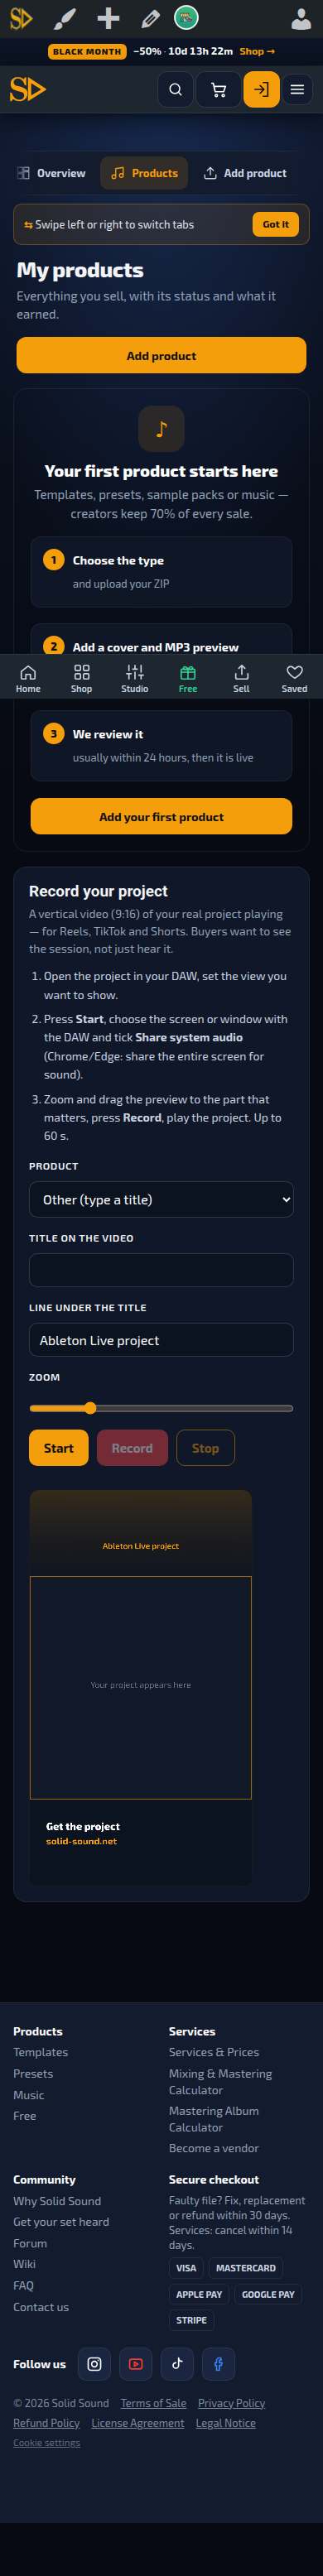 BLACK MONTH −50% · 10d 13h 22m Shop →
Overview Products Add product
⇆ Swipe left or right to switch tabs Got it
My products
Everything you sell, with its status and what it
earned.
Add product
Your first product starts here
Templates, presets, sample packs or music —
creators keep 70% of every sale.
1 Choose the type
and upload your ZIP
2 Add a cover and MP3 preview
Home Shop Studio Free Sell Saved
3 We review it
usually within 24 hours, then it is live
Add your first product
Record your project
A vertical video (9:16) of your real project playing
— for Reels, TikTok and Shorts. Buyers want to see
the session, not just hear it.
1. Open the project in your DAW, set the view you
want to show.
2. Press Start, choose the screen or window with
the DAW and tick Share system audio
(Chrome/Edge: share the entire screen for
sound).
3. Zoom and drag the preview to the part that
matters, press Record, play the project. Up to
60 s.
PRODUCT
Other (type a title)
TITLE ON THE VIDEO
LINE UNDER THE TITLE
Ableton Live project
ZOOM
Start Record Stop
Ableton Live project
Your project appears here
Get the project
solid-sound.net
Products
Templates
Presets
Music
Free
Services
Services & Prices
Mixing & Mastering
Calculator
Mastering Album
Calculator
Become a vendor
Community
Why Solid Sound
Get your set heard
Forum
Wiki
FAQ
Contact us
Secure checkout
Faulty file? Fix, replacement
or refund within 30 days.
Services: cancel within 14
days.
VISA MASTERCARD
APPLE PAY GOOGLE PAY
STRIPE
Follow us
© 2026 Solid Sound Terms of Sale Privacy Policy
Refund Policy License Agreement Legal Notice
Cookie settings